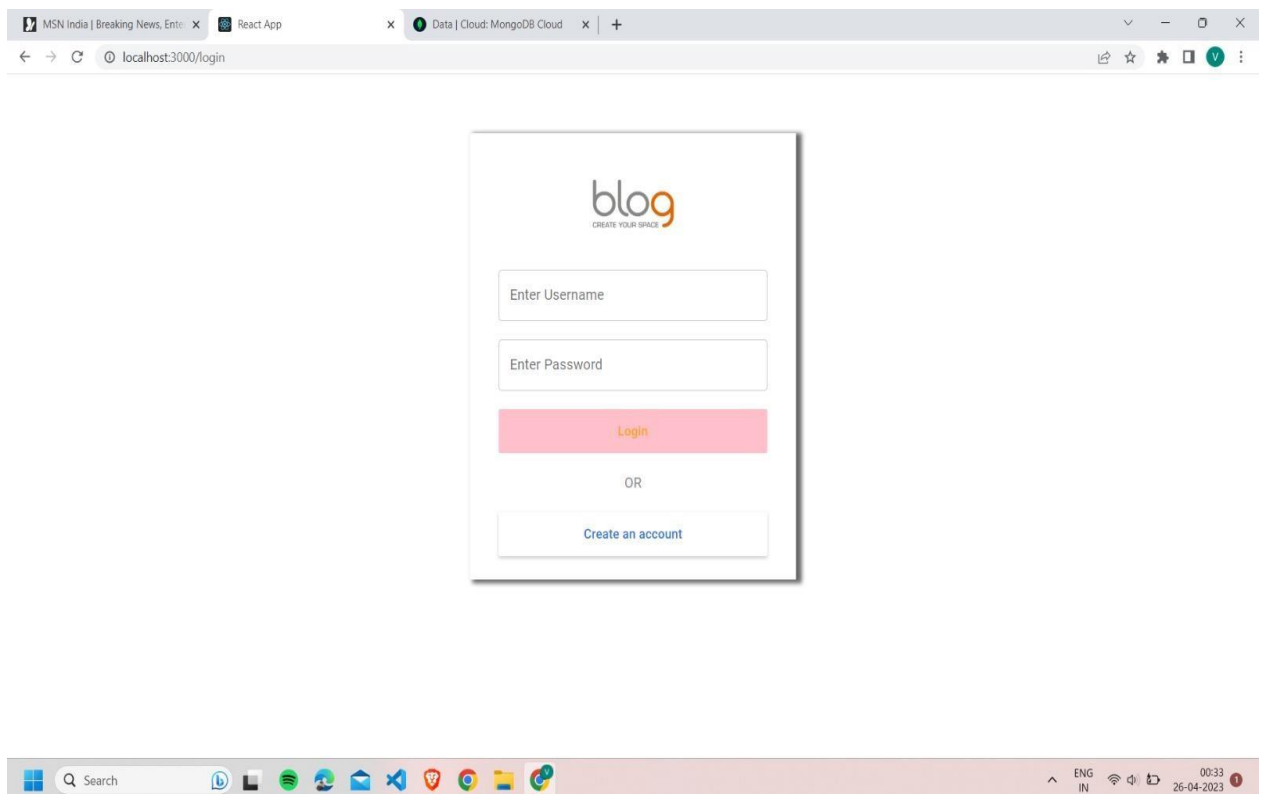 MSN India | Breaking News, Ente
React App
Data | Cloud: MongoDB Cloud
localhost:3000/login
V
blog
CREATE YOUR SPACE
Enter Username
Enter Password
Login
OR
Create an account
Search
ENG
IN
00:33
26-04-2023
1